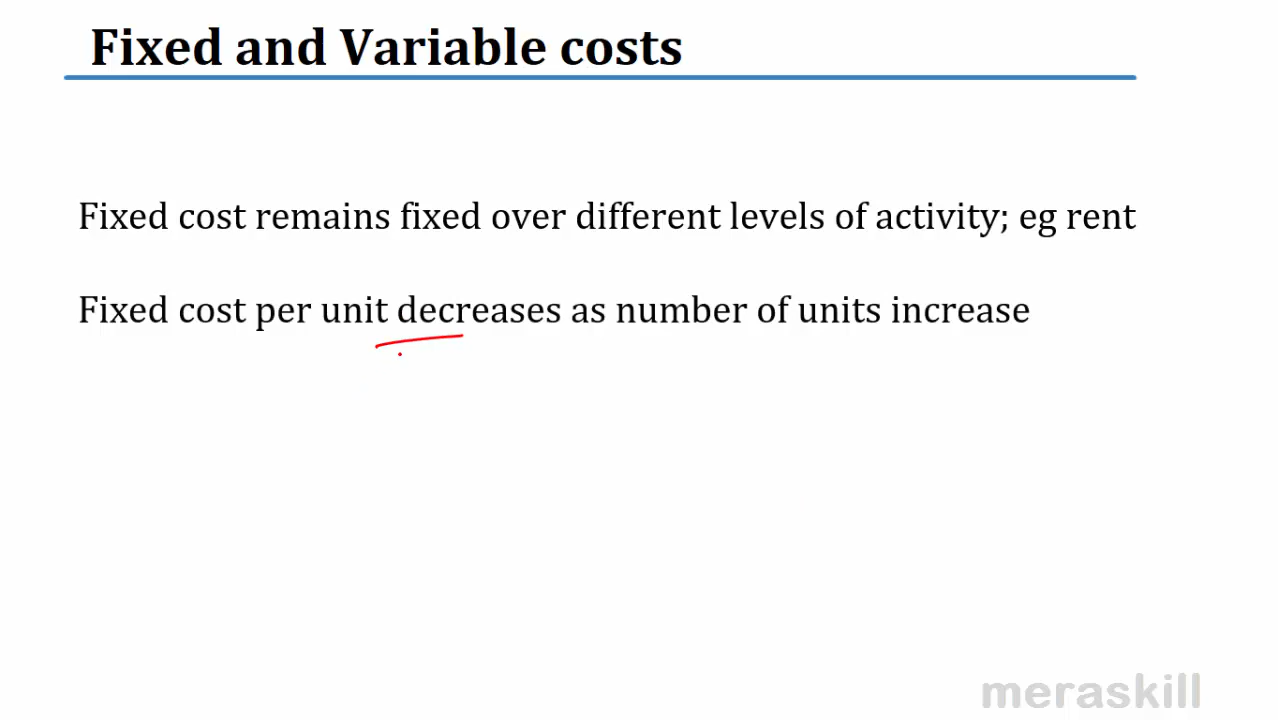 Fixed and Variable costs
Fixed cost remains fixed over different levels of activity; eg rent
Fixed cost per unit decreases as number of units increase
meraskill